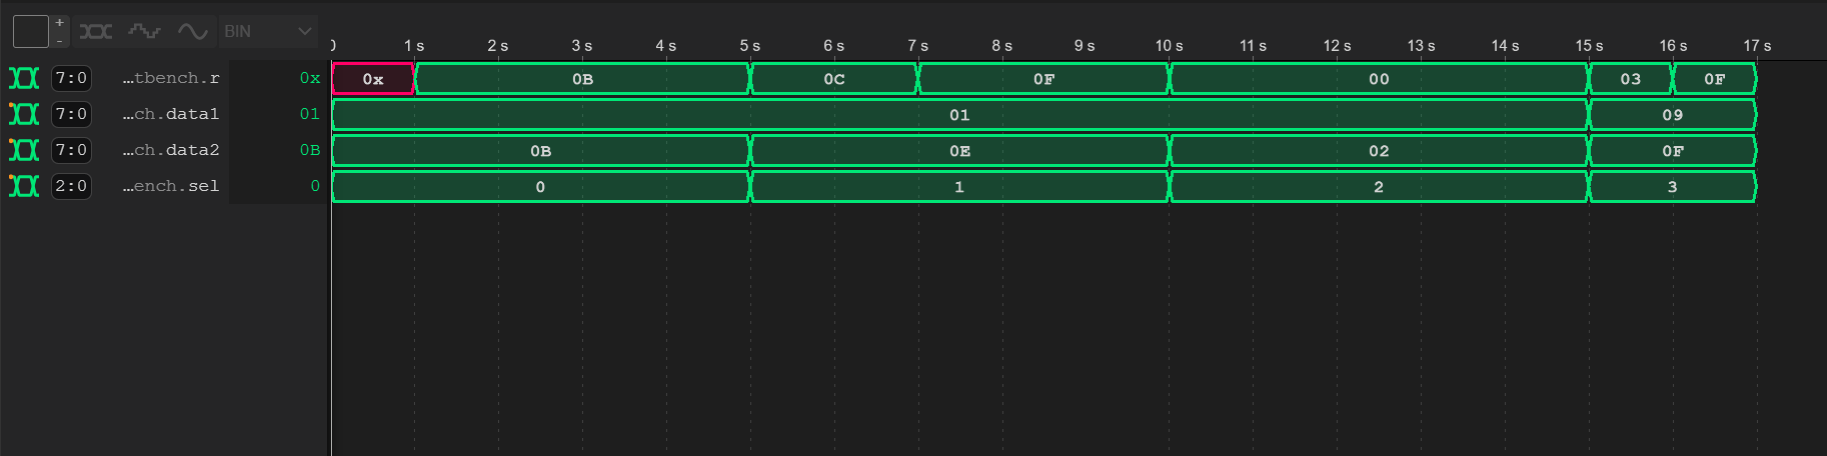 +
- BIN
0 1 s 2 s 3 s 4 s 5 s 6 s 7 s 8 s 9 s 10 s 11 s 12 s 13 s 14 s 15 s 16 s 17 s
7:0 …tbench.r 0x 0x 0B 0C 0F 00 03 0F
7:0 …ch.data1 01 01 09
7:0 …ch.data2 0B 0B 0E 02 0F
2:0 …ench.sel 0 0 1 2 3